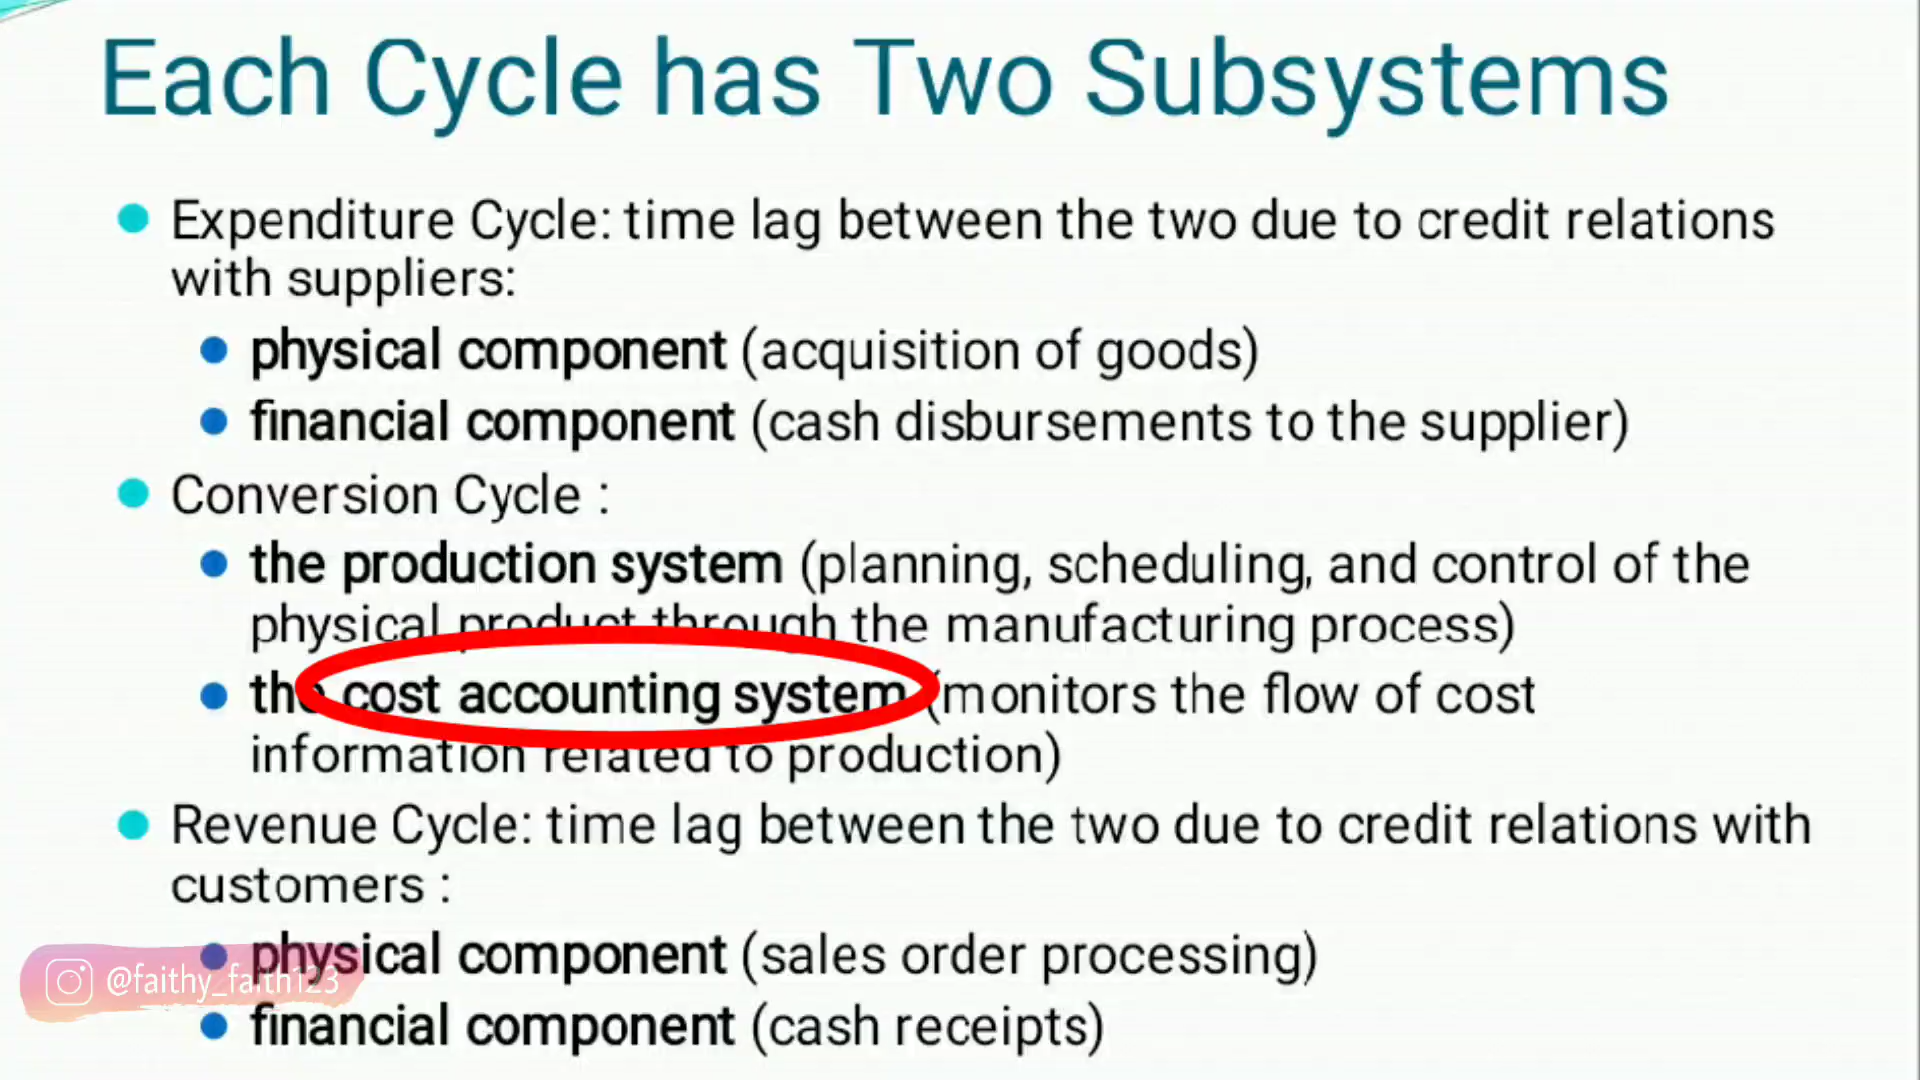 Each Cycle has Two Subsystems
Expenditure Cycle: time lag between the two due to credit relations
with suppliers:
physical component (acquisition of goods)
financial component (cash disbursements to the supplier)
Conversion Cycle :
the production system (planning, scheduling, and control of the
physical product through the manufacturing process)
the cost accounting system (monitors the flow of cost
information related to production)
Revenue Cycle: time lag between the two due to credit relations with
customers :
physical component (sales order processing)
@faithy_faith123
financial component (cash receipts)